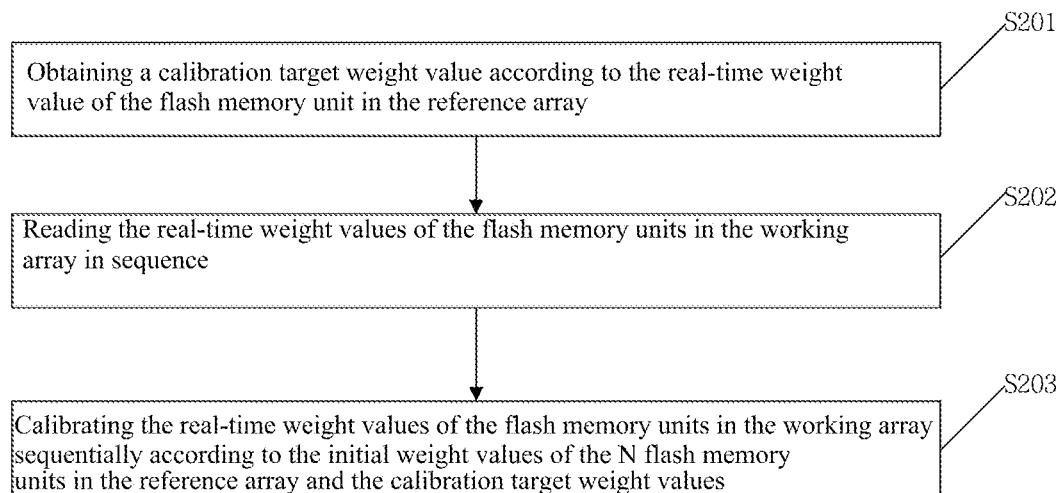 S201
Obtaining a calibration target weight value according to the real-time weight
value of the flash memory unit in the reference array
S202
Reading the real-time weight values of the flash memory units in the working
array in sequence
S203
Calibrating the real-time weight values of the flash memory units in the working array
sequentially according to the initial weight values of the N flash memory
units in the reference array and the calibration target weight values